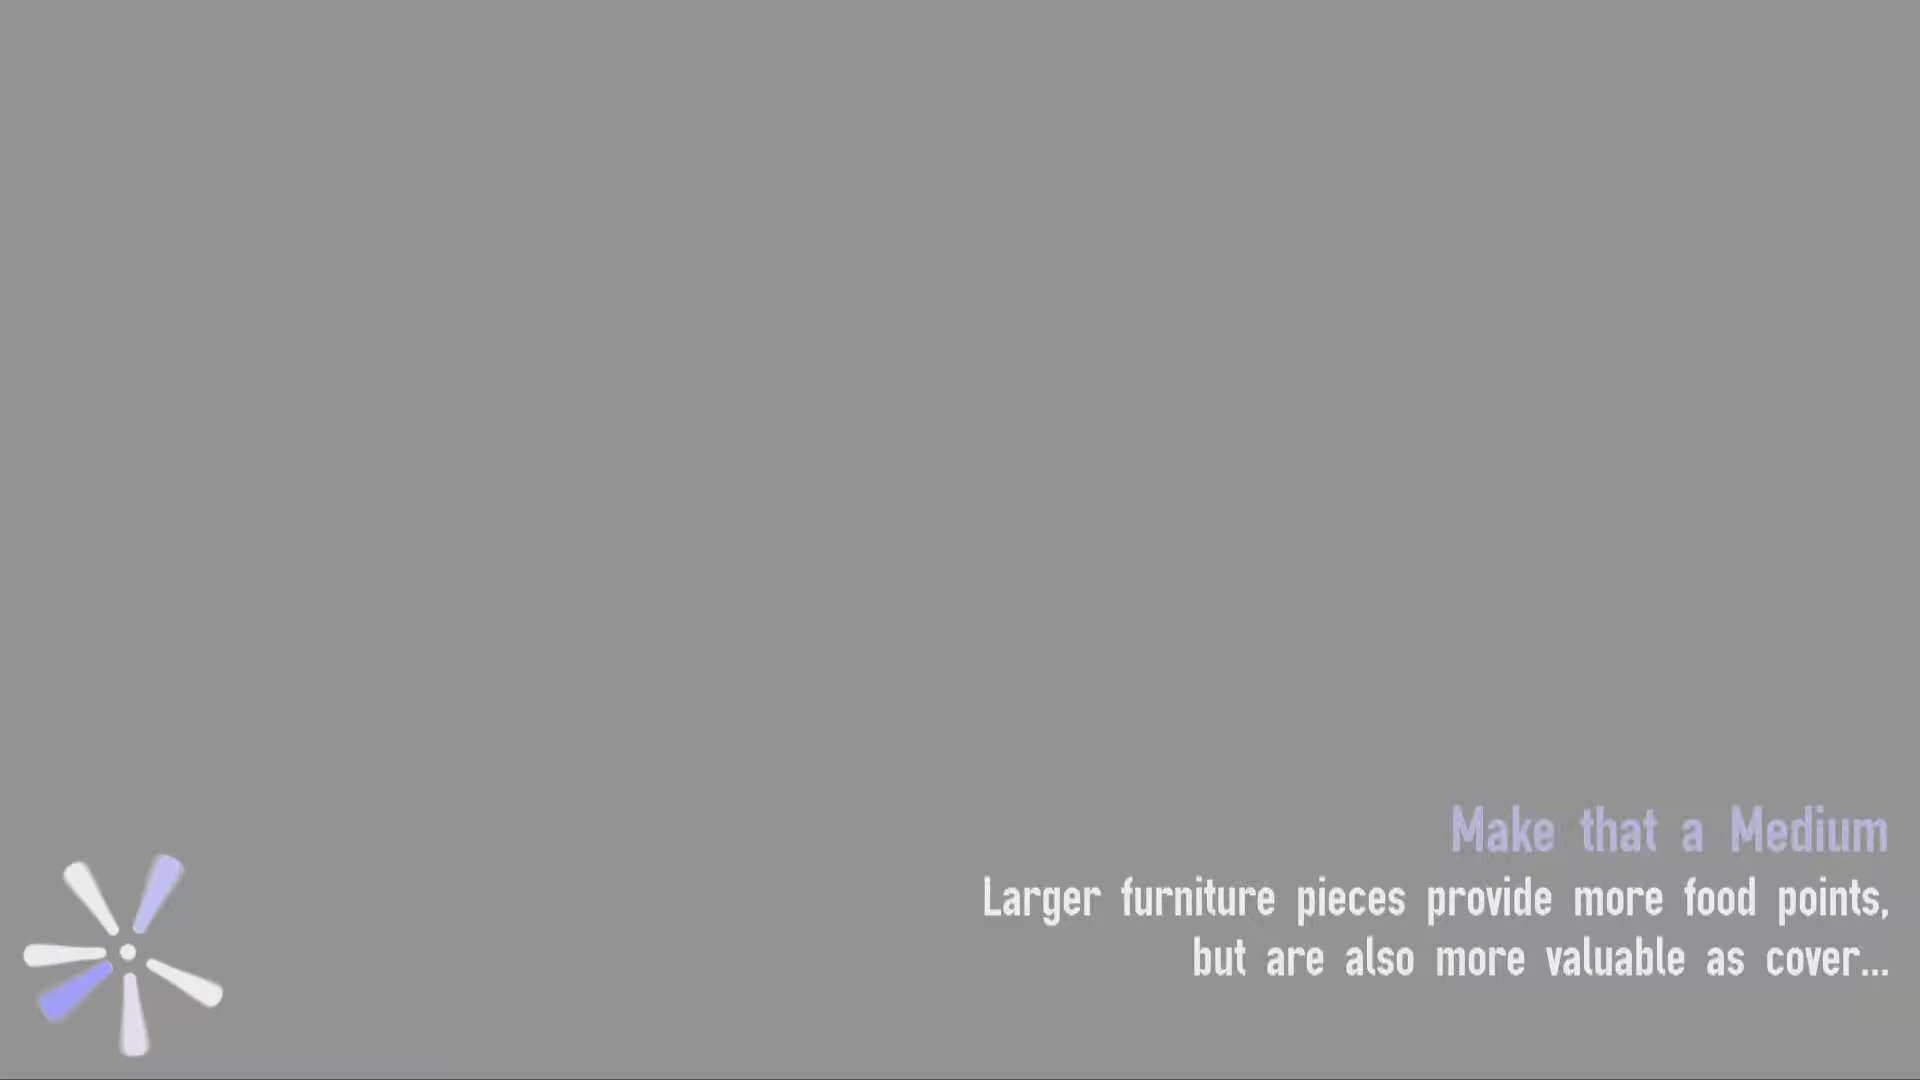 Make that a Medium
Larger furniture pieces provide more food points,
but are also more valuable as cover...